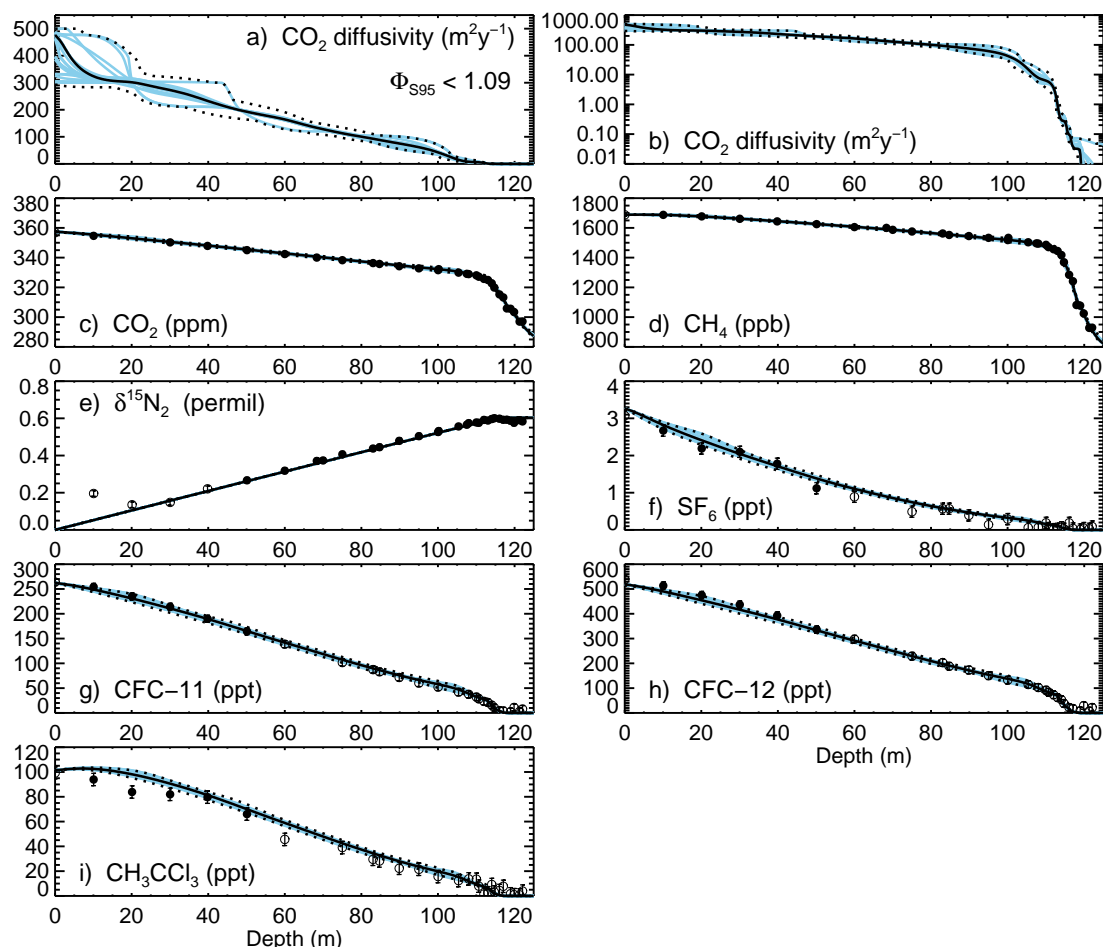 500
400
300
200
100
0
a) CO₂ diffusivity (m²y⁻¹)
Φ_S95 < 1.09
0 20 40 60 80 100 120
1000.00
100.00
10.00
1.00
0.10
0.01
b) CO₂ diffusivity (m²y⁻¹)
0 20 40 60 80 100 120
380
360
340
320
300
280
c) CO₂ (ppm)
0 20 40 60 80 100 120
1800
1600
1400
1200
1000
800
d) CH₄ (ppb)
0 20 40 60 80 100 120
0.8
0.6
0.4
0.2
0.0
e) δ¹⁵N₂ (permil)
0 20 40 60 80 100 120
4
3
2
1
0
f) SF₆ (ppt)
0 20 40 60 80 100 120
300
250
200
150
100
50
0
g) CFC–11 (ppt)
0 20 40 60 80 100 120
600
500
400
300
200
100
0
h) CFC–12 (ppt)
0 20 40 60 80 100 120
Depth (m)
120
100
80
60
40
20
0
i) CH₃CCl₃ (ppt)
0 20 40 60 80 100 120
Depth (m)